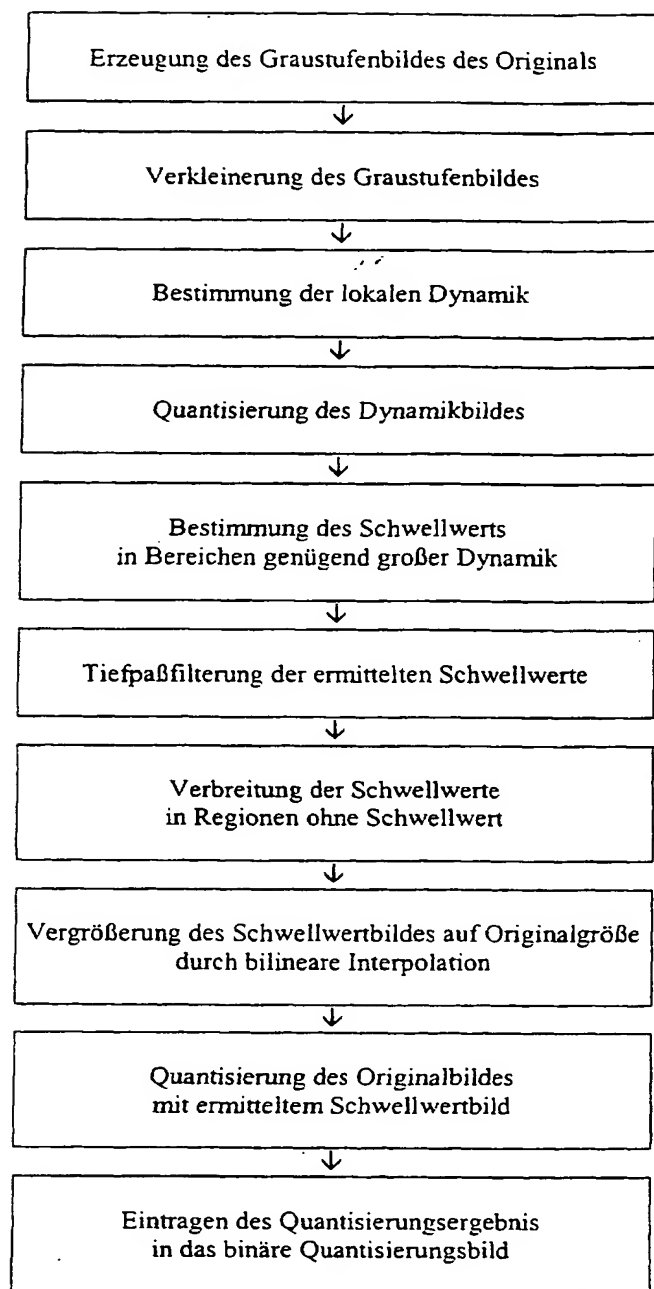 Erzeugung des Graustufenbildes des Originals
↓
Verkleinerung des Graustufenbildes
↓
Bestimmung der lokalen Dynamik
↓
Quantisierung des Dynamikbildes
↓
Bestimmung des Schwellwerts
in Bereichen genügend großer Dynamik
↓
Tiefpaßfilterung der ermittelten Schwellwerte
↓
Verbreitung der Schwellwerte
in Regionen ohne Schwellwert
↓
Vergrößerung des Schwellwertbildes auf Originalgröße
durch bilineare Interpolation
↓
Quantisierung des Originalbildes
mit ermitteltem Schwellwertbild
↓
Eintragen des Quantisierungsergebnis
in das binäre Quantisierungsbild